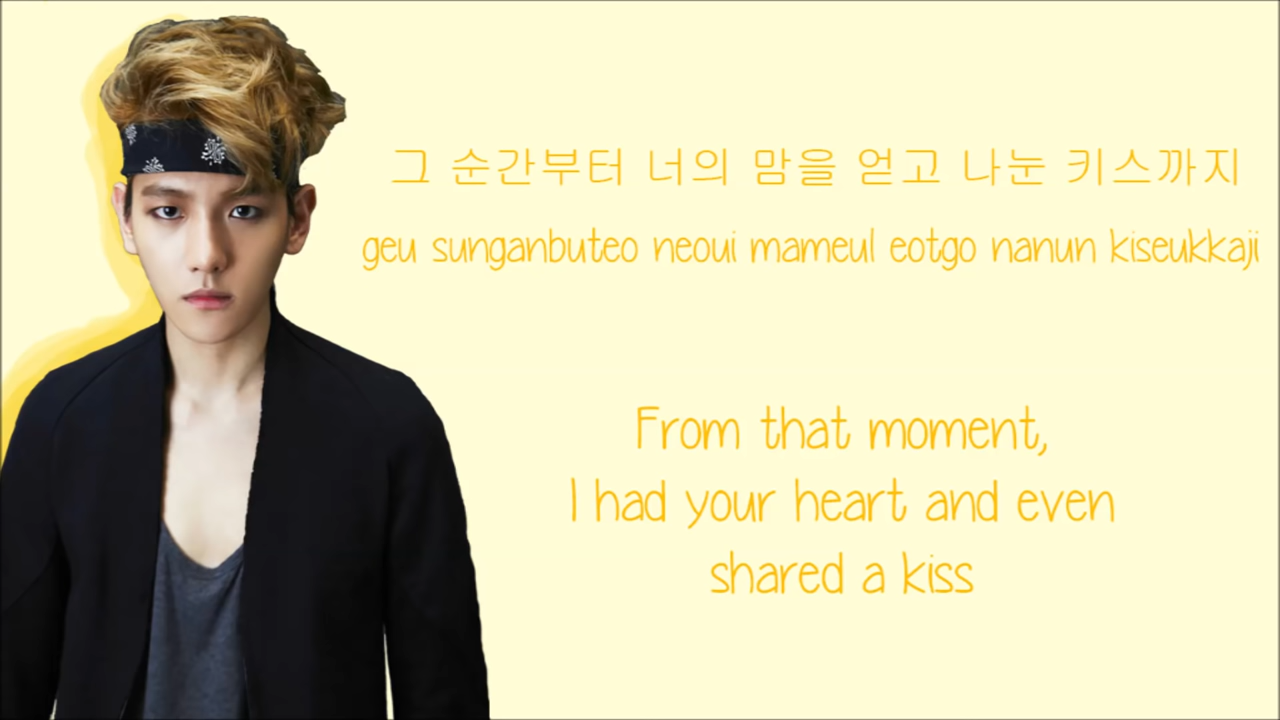 그 순간부터 너의 맘을 얻고 나눈 키스까지
geu sunganbuteo neoui mameul eotgo nanun kiseukkaji
From that moment,
I had your heart and even
shared a kiss